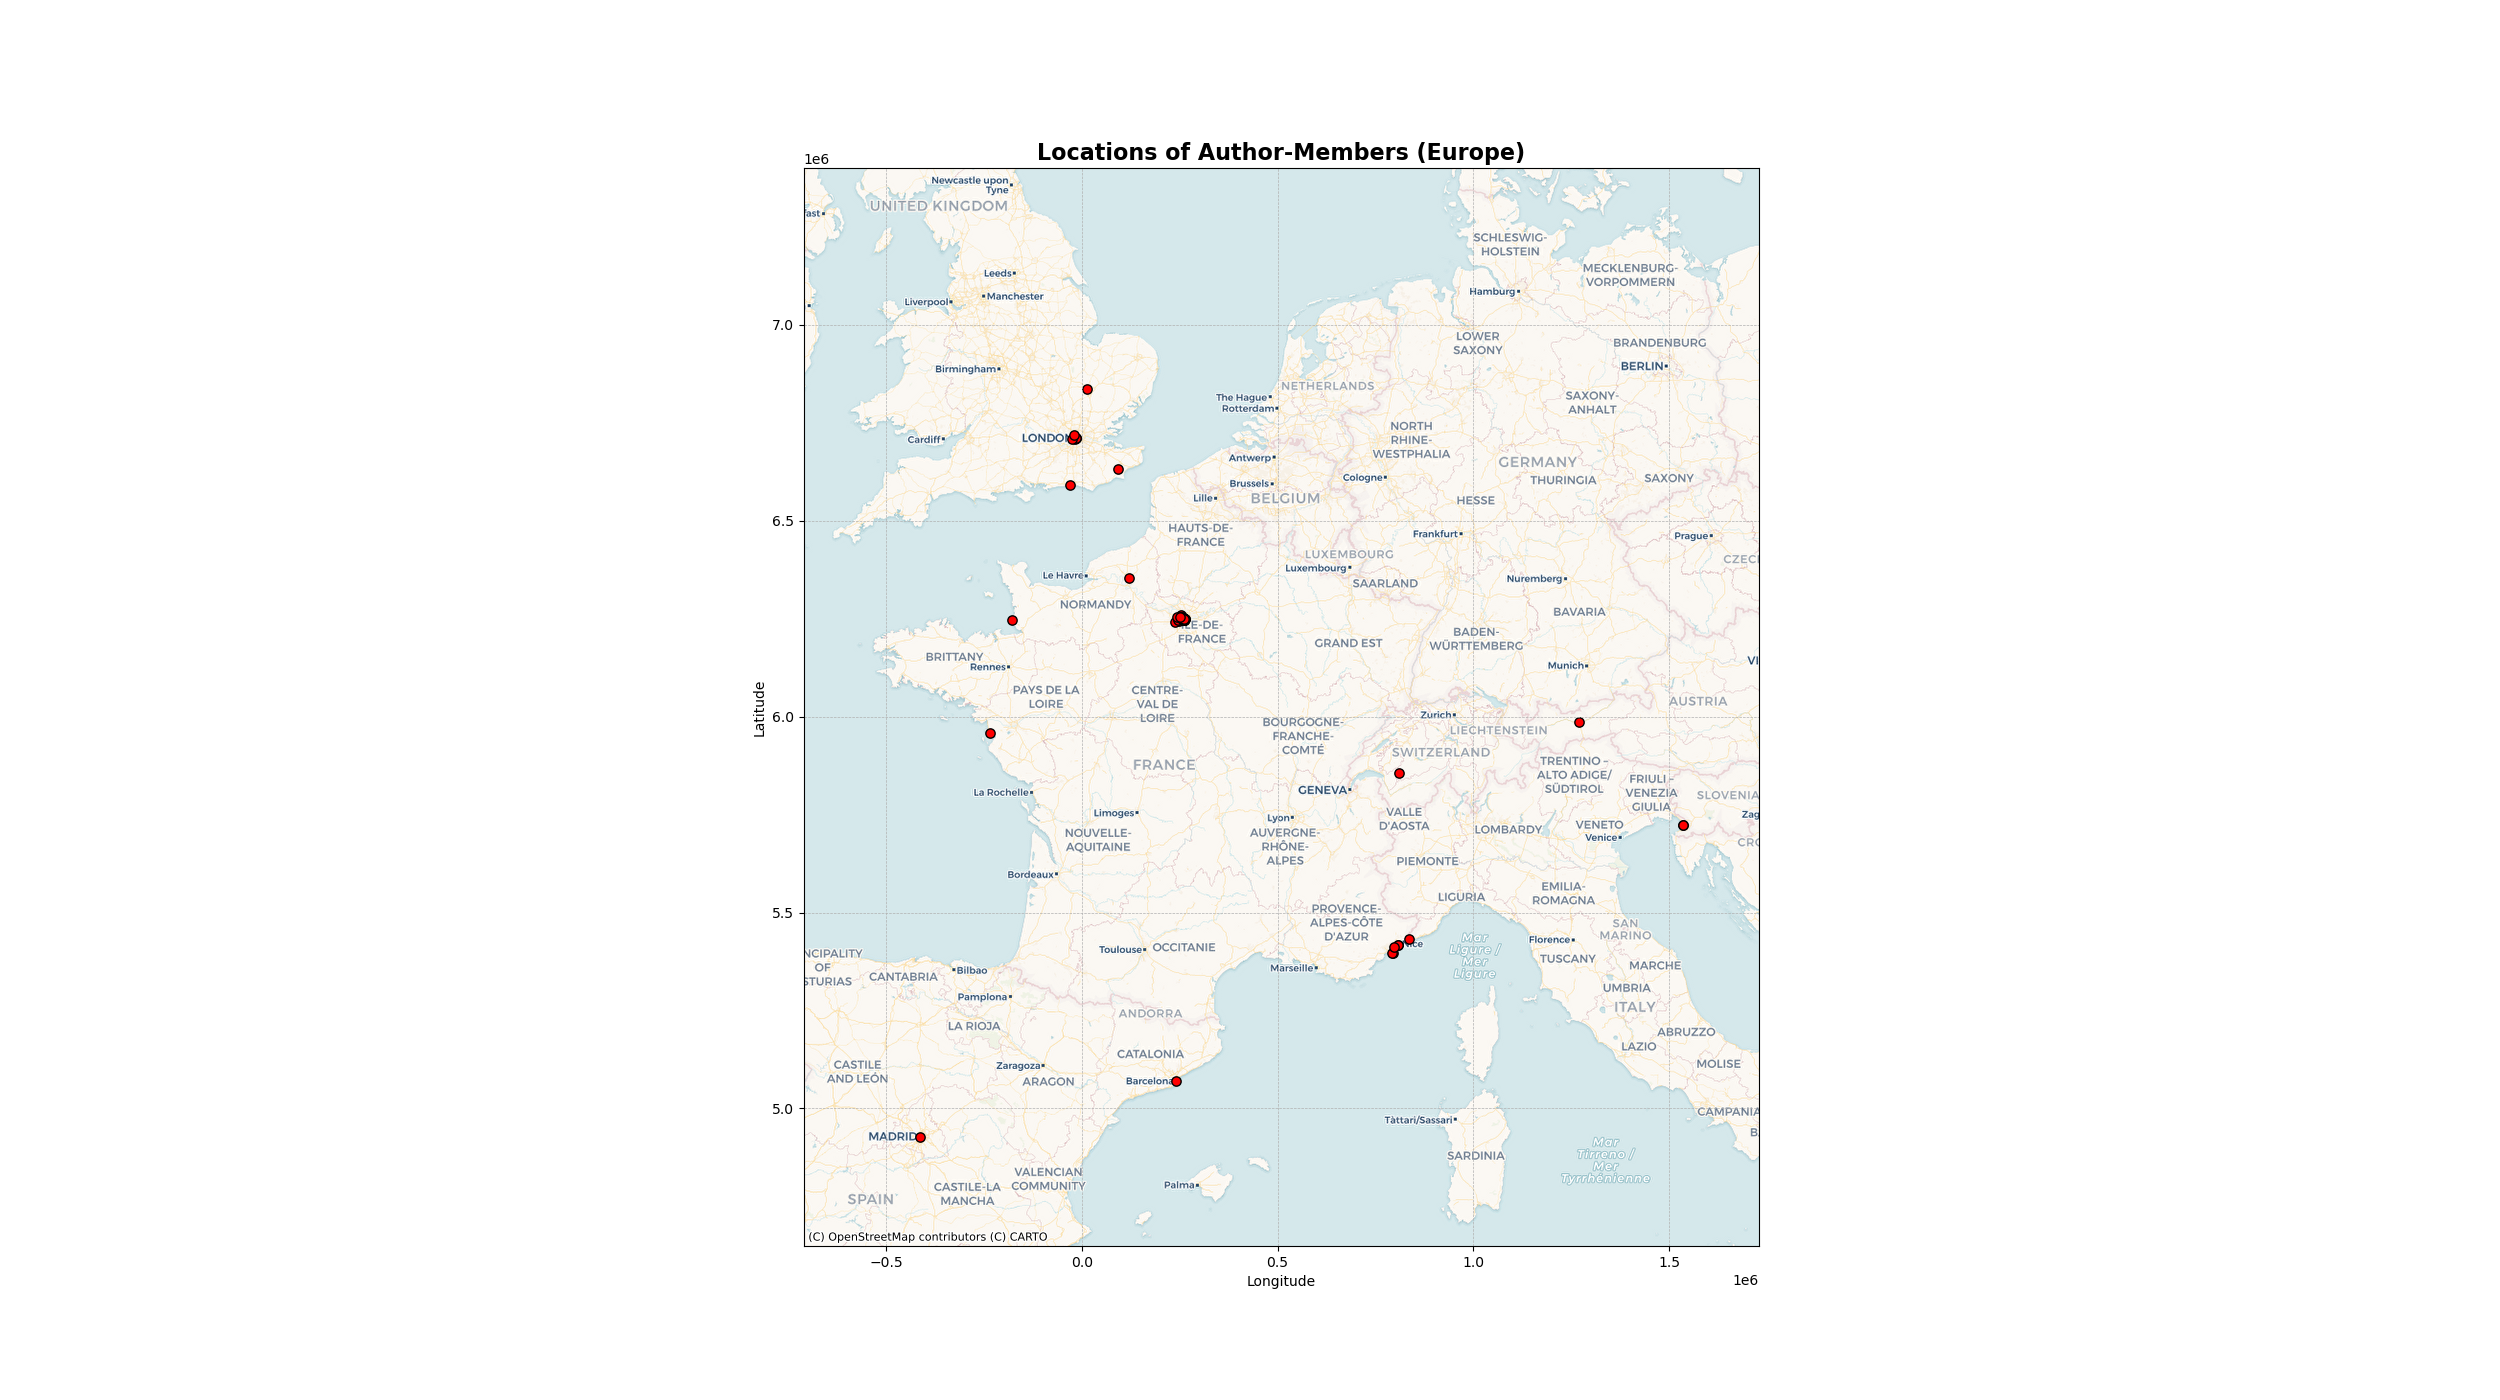 Locations of Author-Members (Europe)
1e6
Newcastle upon
Tyne
UNITED KINGDOM
SCHLESWIG-
HOLSTEIN
Leeds
MECKLENBURG-
VORPOMMERN
Liverpool
Manchester
Hamburg
7.0
LOWER
SAXONY
BRANDENBURG
Birmingham
BERLIN
NETHERLANDS
The Hague
Rotterdam
SAXONY-
ANHALT
Cardiff
LONDON
NORTH
RHINE-
WESTPHALIA
Antwerp
GERMANY
Cologne
THURINGIA
SAXONY
Brussels
Lille
BELGIUM
HESSE
6.5
HAUTS-DE-
FRANCE
Frankfurt
Prague
LUXEMBOURG
Luxembourg
SAARLAND
Le Havre
Nuremberg
NORMANDY
BAVARIA
ÎLE-DE-
FRANCE
GRAND EST
BADEN-
WÜRTTEMBERG
BRITTANY
Rennes
Munich
PAYS DE LA
LOIRE
CENTRE-
VAL DE
LOIRE
AUSTRIA
Latitude
6.0
Zurich
BOURGOGNE-
FRANCHE-
COMTÉ
LIECHTENSTEIN
SWITZERLAND
FRANCE
TRENTINO –
ALTO ADIGE/
SÜDTIROL
FRIULI –
VENEZIA
GIULIA
La Rochelle
GENEVA
SLOVENIA
Limoges
Lyon
VALLE
D'AOSTA
NOUVELLE-
AQUITAINE
AUVERGNE-
RHÔNE-
ALPES
LOMBARDY
VENETO
Venice
PIEMONTE
Bordeaux
EMILIA-
ROMAGNA
LIGURIA
5.5
PROVENCE-
ALPES-CÔTE
D'AZUR
SAN
MARINO
Toulouse
OCCITANIE
Mar
Ligure /
Mer
Ligure
Florence
TUSCANY
MARCHE
OF
Bilbao
CANTABRIA
Marseille
Pamplona
UMBRIA
ITALY
LA RIOJA
ANDORRA
ABRUZZO
LAZIO
CATALONIA
MOLISE
Zaragoza
ARAGON
CASTILE
AND LEÓN
Barcelona
5.0
CAMPANIA
Tàttari/Sassari
MADRID
Mar
Tirreno /
Mer
Tyrrhénienne
SARDINIA
VALENCIAN
COMMUNITY
CASTILE-LA
MANCHA
Palma
SPAIN
(C) OpenStreetMap contributors (C) CARTO
−0.5
0.0
0.5
1.0
1.5
Longitude
1e6